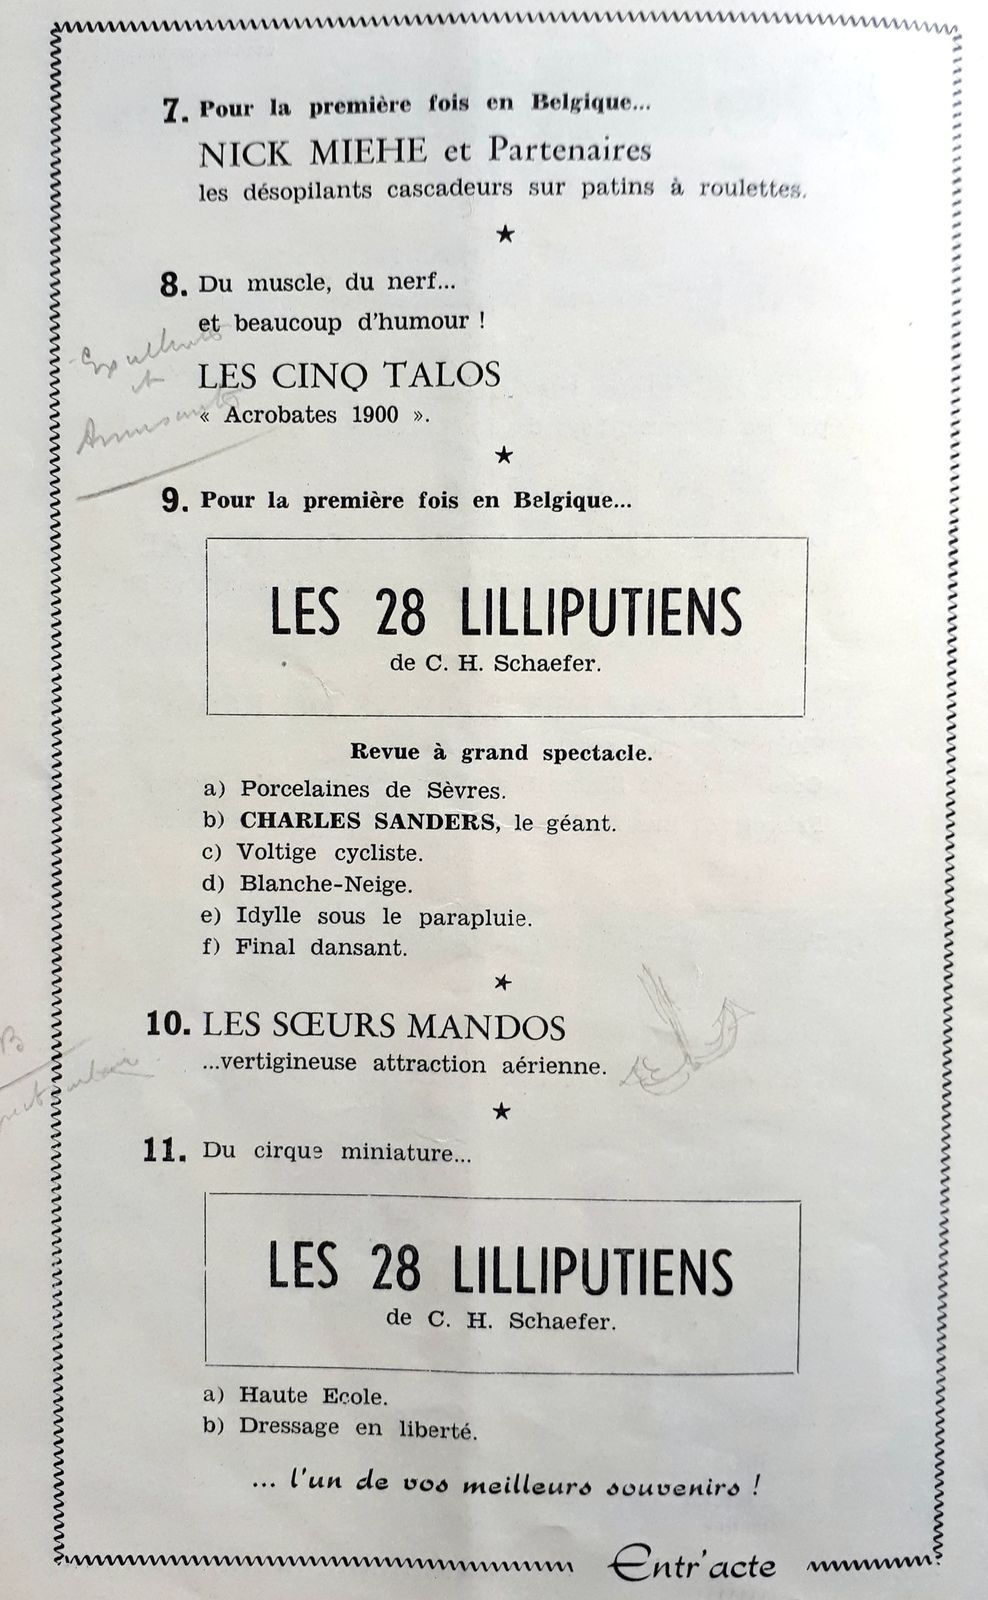 7. Pour la première fois en Belgique...
NICK MIEHE et Partenaires
les désopilants cascadeurs sur patins à roulettes.
8. Du muscle, du nerf...
et beaucoup d'humour !
LES CINQ TALOS
« Acrobates 1900 ».
9. Pour la première fois en Belgique...
LES 28 LILLIPUTIENS
de C. H. Schaefer.
Revue à grand spectacle.
a) Porcelaines de Sèvres.
b) CHARLES SANDERS, le géant.
c) Voltige cycliste.
d) Blanche-Neige.
e) Idylle sous le parapluie.
f) Final dansant.
10. LES SŒURS MANDOS
...vertigineuse attraction aérienne.
11. Du cirque miniature...
LES 28 LILLIPUTIENS
de C. H. Schaefer.
a) Haute Ecole.
b) Dressage en liberté.
... l'un de vos meilleurs souvenirs !
Entr'acte